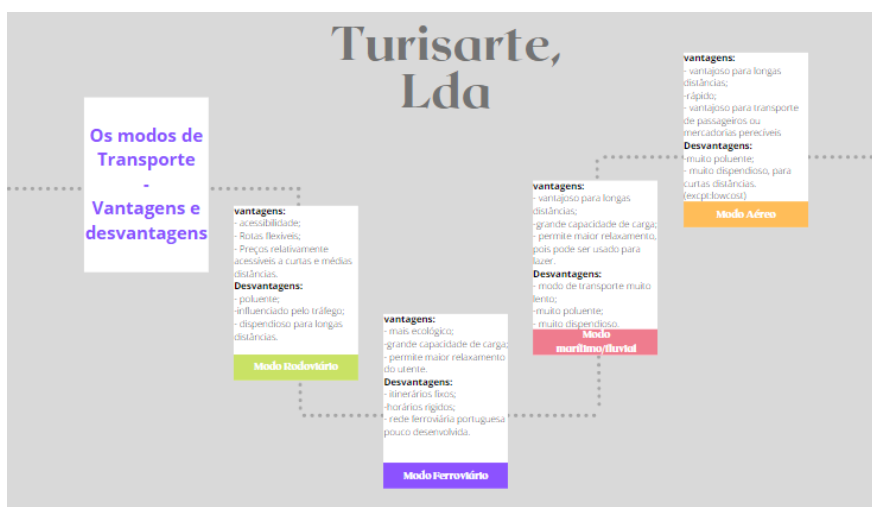 Turisarte,
Lda
Os modos de
Transporte
-
Vantagens e
desvantagens
vantagens:
- acessibilidade;
- Rotas flexíveis;
- Preços relativamente
acessíveis a curtas e médias
distâncias.
Desvantagens:
- poluente;
-influenciado pelo tráfego;
- dispendioso para longas
distâncias.
Modo Rodoviário
vantagens:
- mais ecológico;
-grande capacidade de carga;
- permite maior relaxamento
do utente.
Desvantagens:
- itinerários fixos;
-horários rígidos;
- rede ferroviária portuguesa
pouco desenvolvida.
Modo Ferroviário
vantagens:
- vantajoso para longas
distâncias;
-grande capacidade de carga;
- permite maior relaxamento,
pois pode ser usado para
lazer.
Desvantagens:
- modo de transporte muito
lento;
-muito poluente;
- muito dispendioso.
Modo
marítimo/fluvial
vantagens:
- vantajoso para longas
distâncias;
-rápido;
- vantajoso para transporte
de passageiros ou
mercadorias perecíveis
Desvantagens:
-muito poluente;
- muito dispendioso, para
curtas distâncias.
(excpt:lowcost)
Modo Aéreo